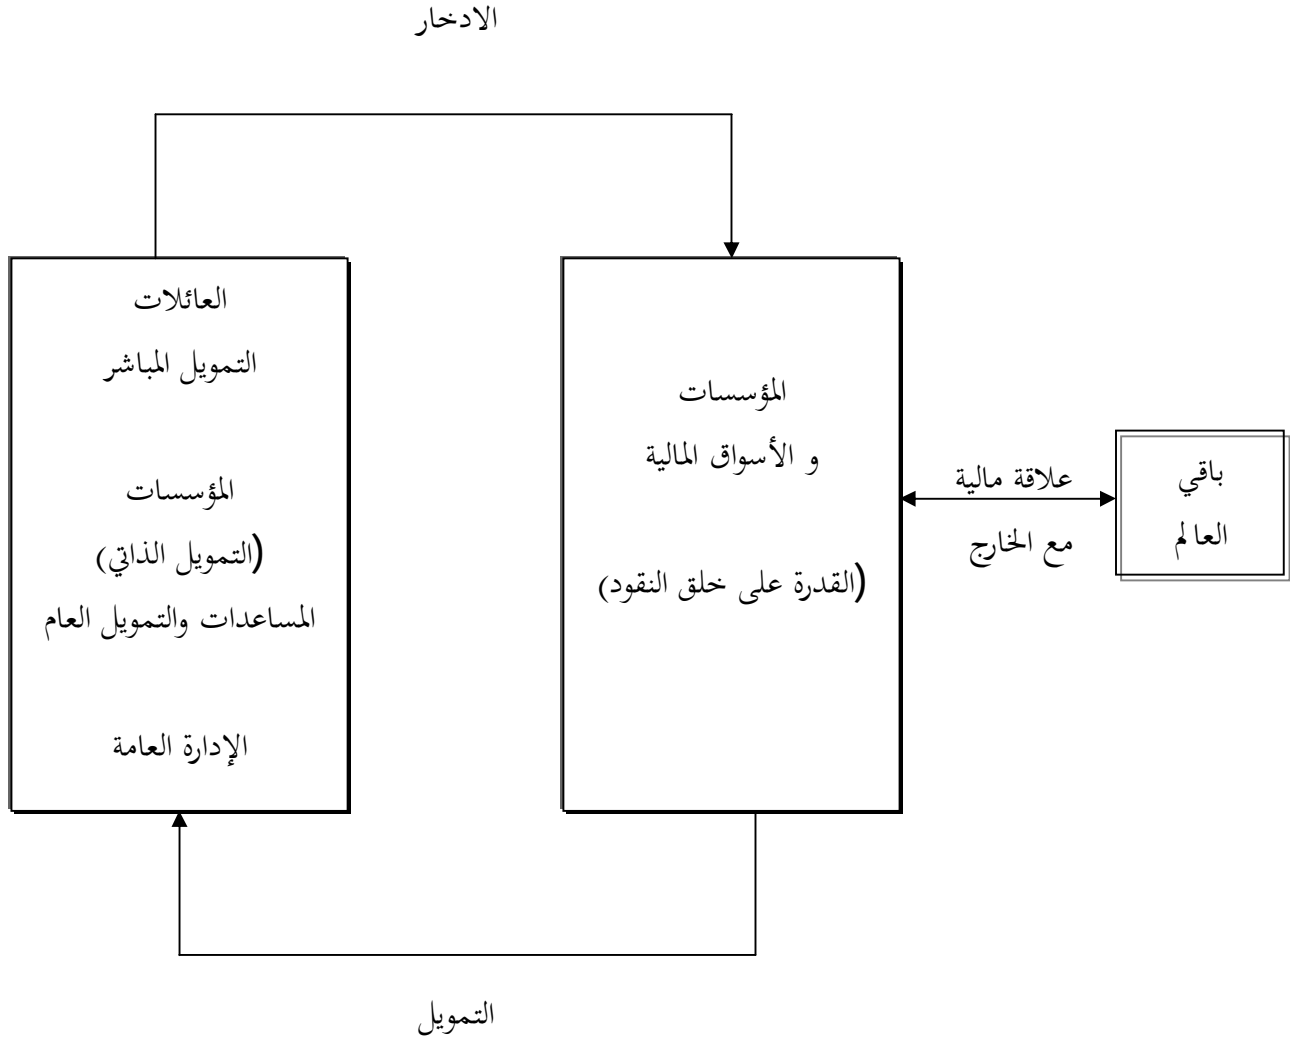 الادخار
العائلات
التمويل المباشر
المؤسسات
(التمويل الذاتي)
المساعدات والتمويل العام
الإدارة العامة
المؤسسات
و الأسواق المالية
(القدرة على خلق النقود)
علاقة مالية
مع الخارج
باقي
العالم
التمويل